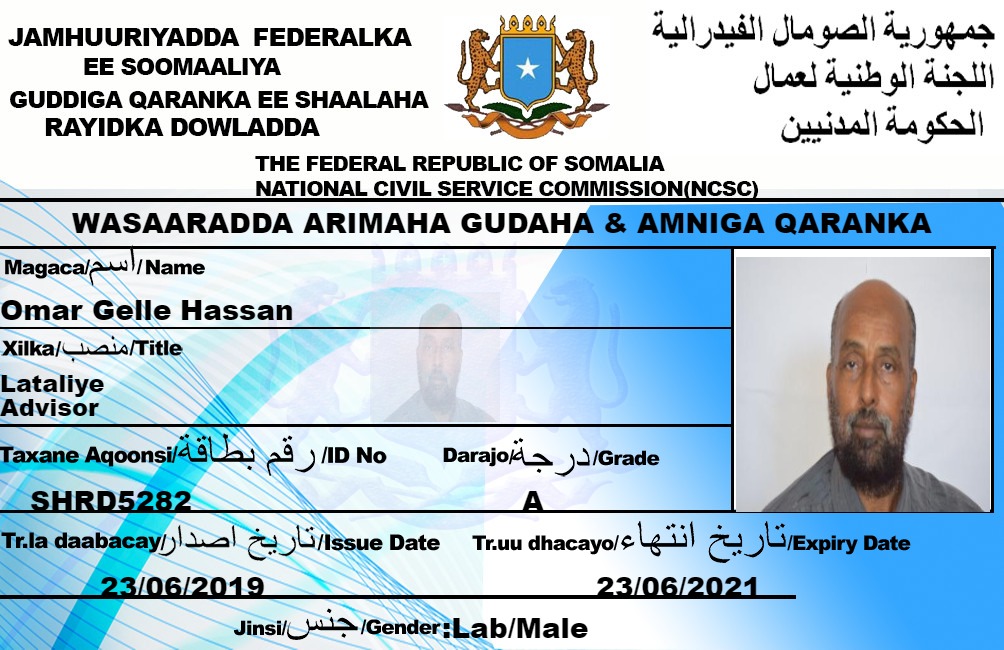 JAMHUURIYADDA FEDERALKA
EE SOOMAALIYA
GUDDIGA QARANKA EE SHAALAHA
RAYIDKA DOWLADDA
جمهورية الصومال الفيدرالية
اللجنة الوطنية لعمال
الحكومة المدنيين
THE FEDERAL REPUBLIC OF SOMALIA
NATIONAL CIVIL SERVICE COMMISSION(NCSC)
WASAARADDA ARIMAHA GUDAHA & AMNIGA QARANKA
Magaca/اسم/Name
Omar Gelle Hassan
Xilka/منصب/Title
Lataliye
Advisor
Taxane Aqoonsi/رقم بطاقة/ID No
SHRD5282
Darajo/درجة/Grade
A
Tr.la daabacay/تاريخ اصدار/Issue Date
23/06/2019
Tr.uu dhacayo/تاريخ انتهاء/Expiry Date
23/06/2021
Jinsi/جنس/Gender:Lab/Male